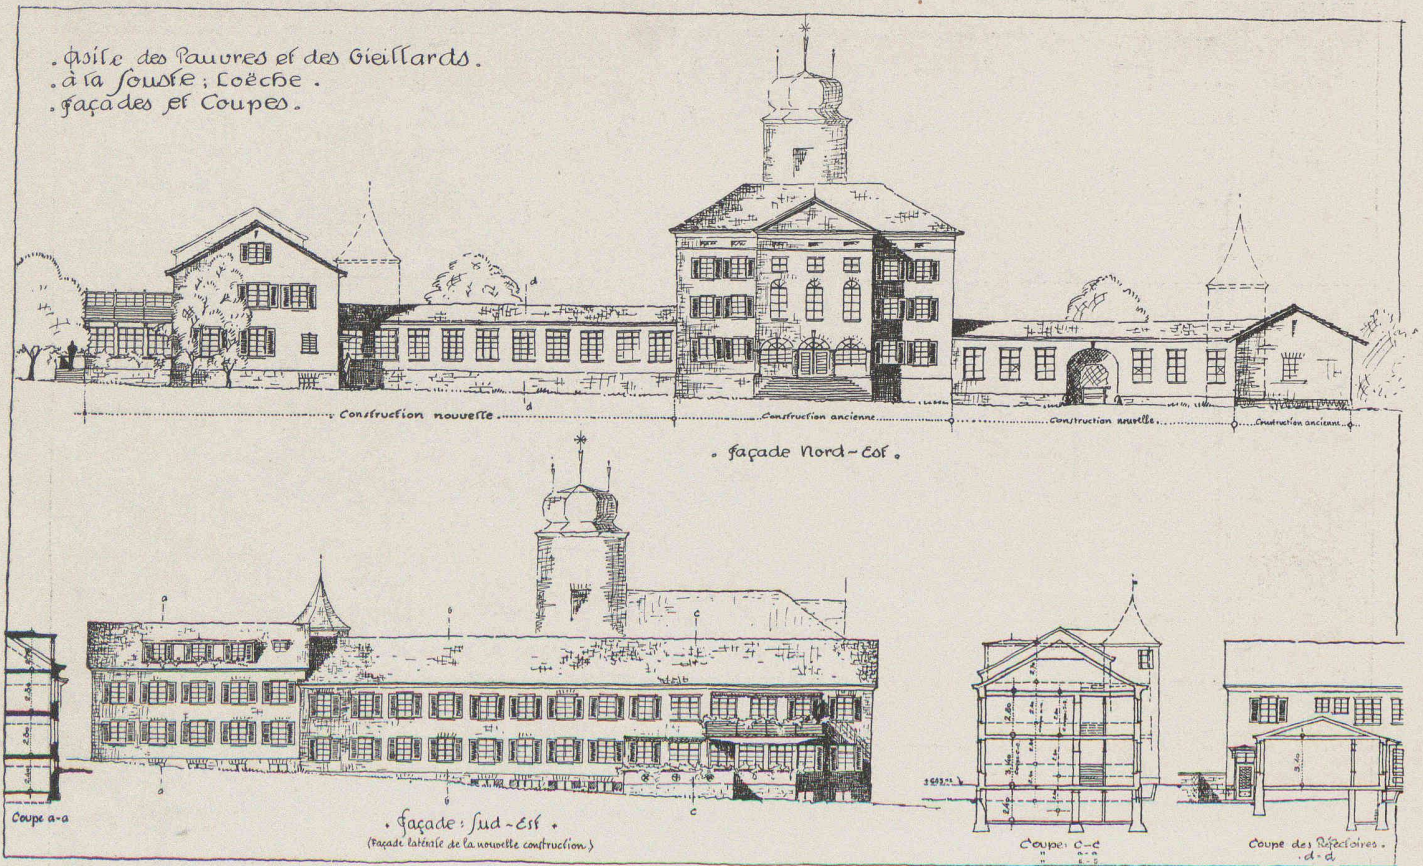 . Asile des Pauvres et des Vieillards.
. à la Souste ; Loëche .
. Façades et Coupes .
d
d
Construction nouvelle.
Construction ancienne
Construction nouvelle.
Construction ancienne
. Façade Nord-Est .
a
b
c
a
b
c
Coupe a-a
. Façade : Sud-Est .
(Façade latérale de la nouvelle construction)
Coupe: c-c
" a-a
" b-b
Coupe des Réfectoires .
. d-d